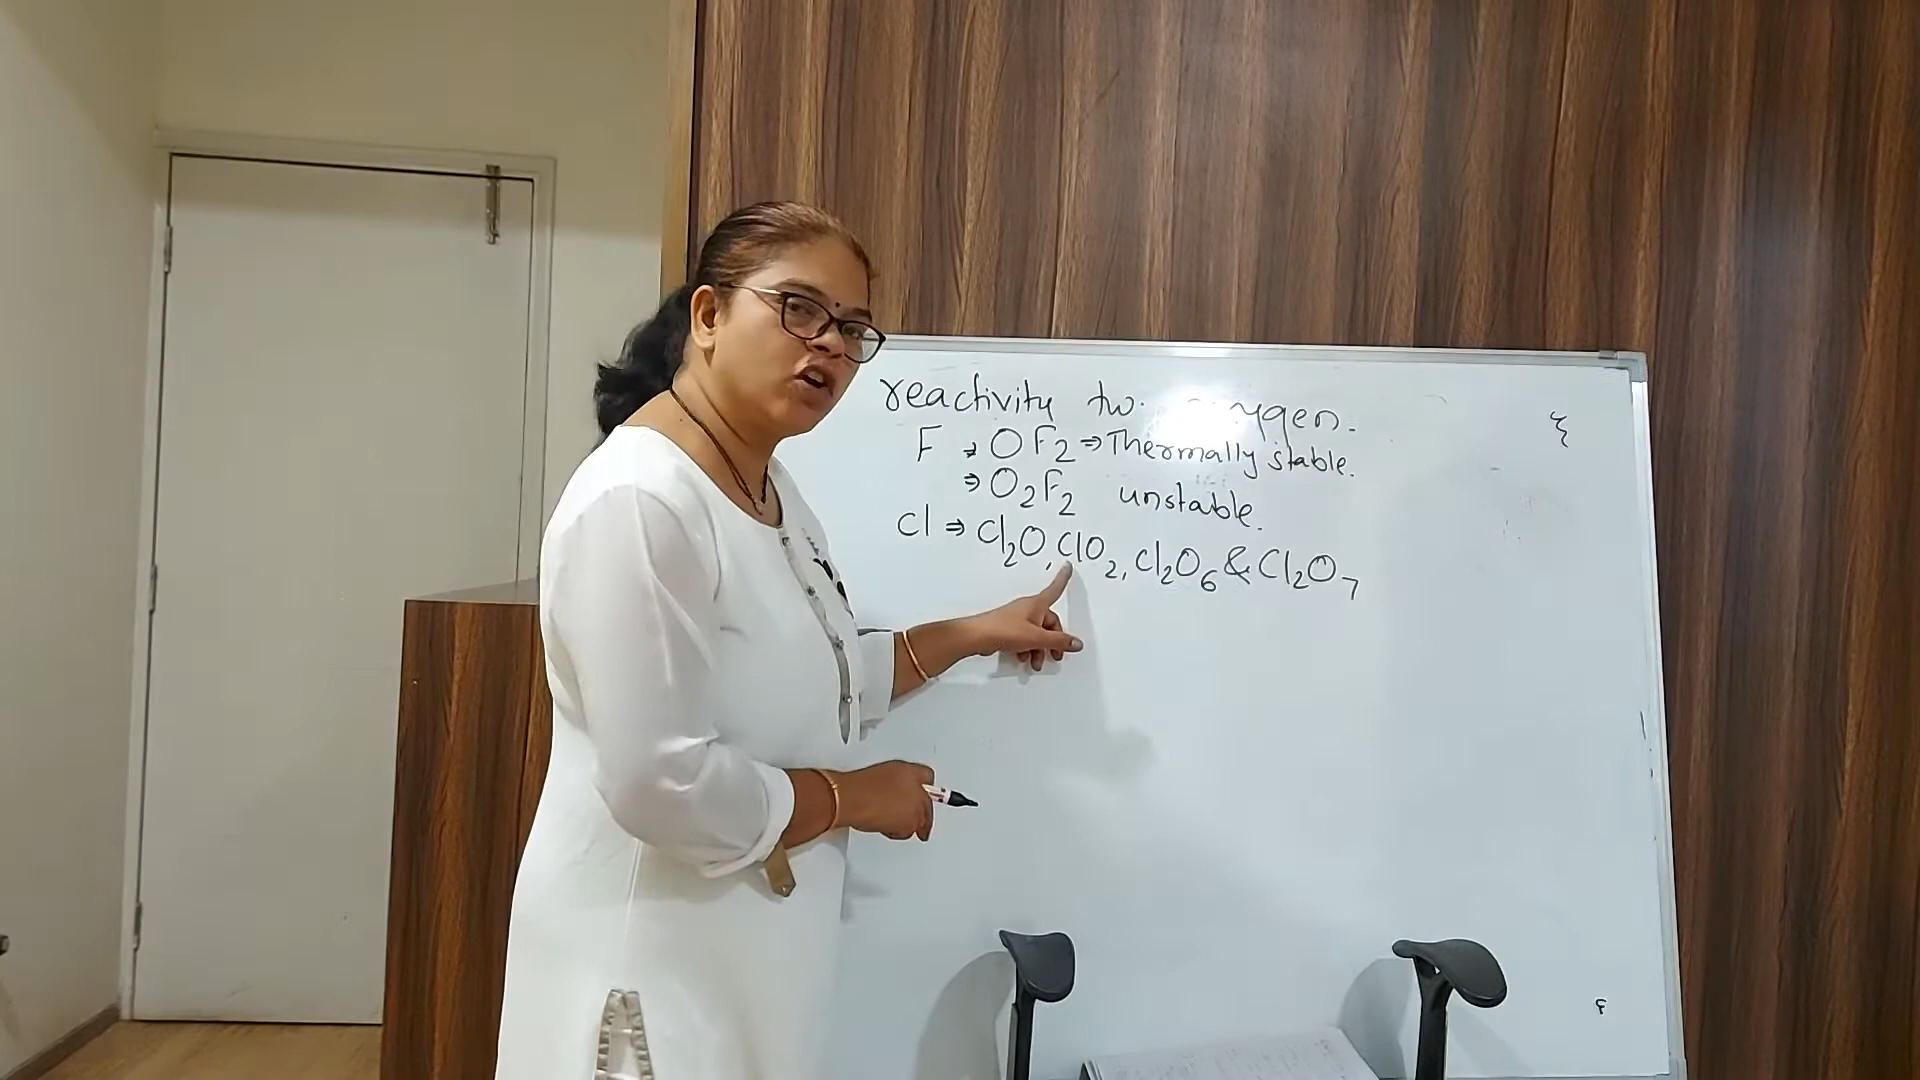 reactivity tw. oxygen.
F ⇒ OF2 ⇒ Thermally stable.
⇒ O2F2 unstable.
Cl ⇒ Cl2O, ClO2, Cl2O6 & Cl2O7